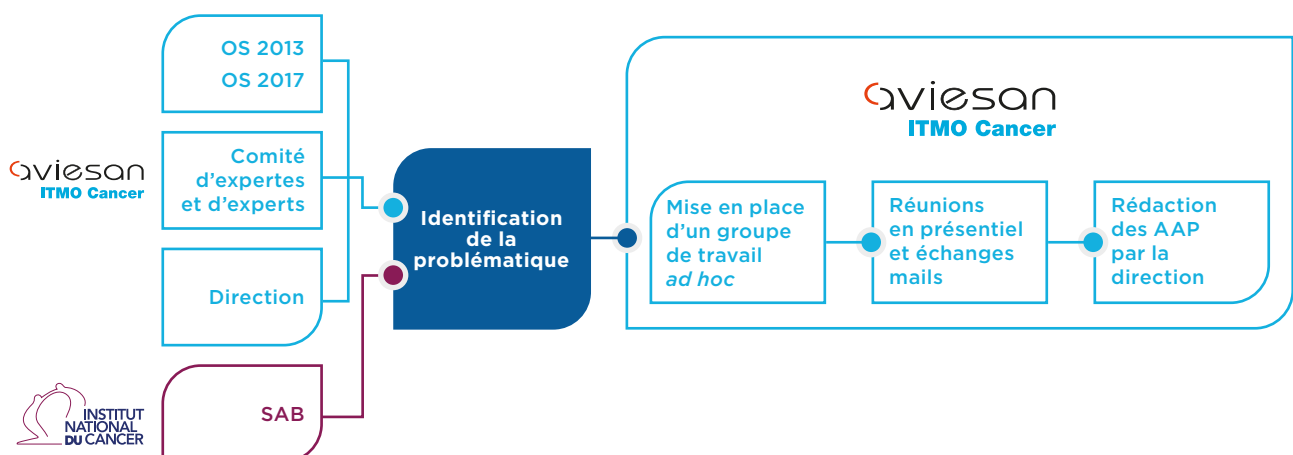 OS 2013
OS 2017
aviesan
ITMO Cancer
Comité
d'expertes
et d'experts
Direction
INSTITUT
NATIONAL
DU CANCER
SAB
Identification
de la
problématique
aviesan
ITMO Cancer
Mise en place
d'un groupe
de travail
ad hoc
Réunions
en présentiel
et échanges
mails
Rédaction
des AAP
par la
direction